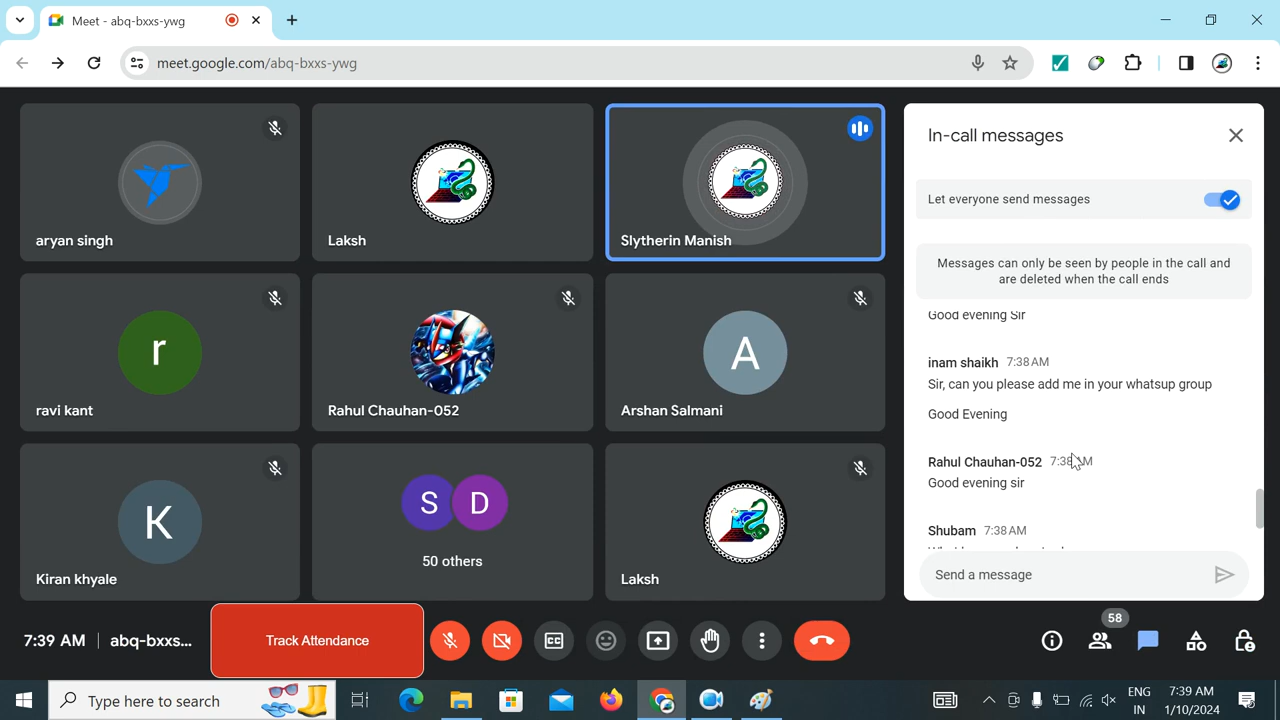 Meet - abq-bxxs-ywg
meet.google.com/abq-bxxs-ywg
aryan singh
Laksh
Slytherin Manish
r
ravi kant
Rahul Chauhan-052
A
Arshan Salmani
K
Kiran khyale
S D
50 others
Laksh
In-call messages
Let everyone send messages
Messages can only be seen by people in the call and
are deleted when the call ends
Good evening Sir
inam shaikh 7:38 AM
Sir, can you please add me in your whatsup group
Good Evening
Rahul Chauhan-052 7:38 AM
Good evening sir
Shubam 7:38 AM
Send a message
7:39 AM abq-bxxs...
Track Attendance
58
Type here to search
ENG
IN
7:39 AM
1/10/2024